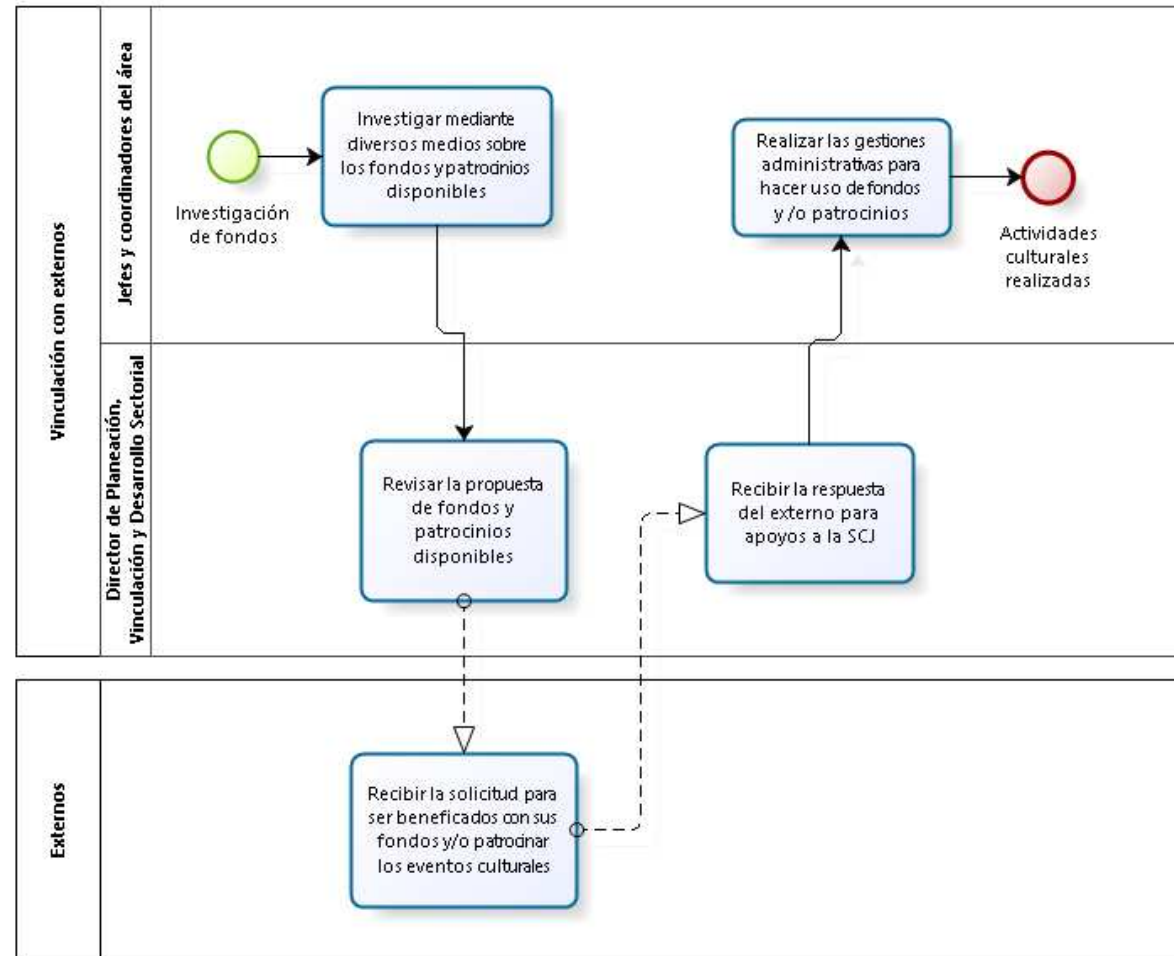 Vinculación con externos
Jefes y coordinadores del área
Investigación
de fondos
Investigar mediante
diversos medios sobre
los fondos y patrocinios
disponibles
Realizar las gestiones
administrativas para
hacer uso de fondos
y /o patrocinios
Actividades
culturales
realizadas
Director de Planeación,
Vinculación y Desarrollo Sectorial
Revisar la propuesta
de fondos y
patrocinios
disponibles
Recibir la respuesta
del externo para
apoyos a la SCJ
Externos
Recibir la solicitud para
ser beneficados con sus
fondos y/o patrocinar
los eventos culturales